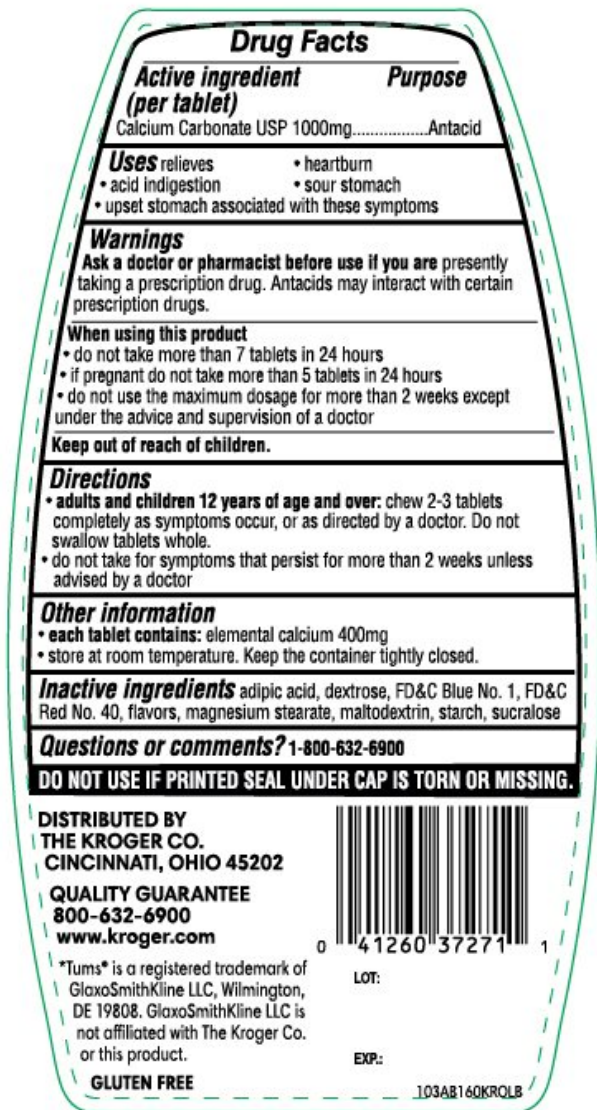 Drug Facts
Active ingredient Purpose
(per tablet)
Calcium Carbonate USP 1000mg..................Antacid
Uses relieves • heartburn
• acid indigestion • sour stomach
• upset stomach associated with these symptoms
Warnings
Ask a doctor or pharmacist before use if you are presently
taking a prescription drug. Antacids may interact with certain
prescription drugs.
When using this product
• do not take more than 7 tablets in 24 hours
• if pregnant do not take more than 5 tablets in 24 hours
• do not use the maximum dosage for more than 2 weeks except
under the advice and supervision of a doctor
Keep out of reach of children.
Directions
• adults and children 12 years of age and over: chew 2-3 tablets
completely as symptoms occur, or as directed by a doctor. Do not
swallow tablets whole.
• do not take for symptoms that persist for more than 2 weeks unless
advised by a doctor
Other information
• each tablet contains: elemental calcium 400mg
• store at room temperature. Keep the container tightly closed.
Inactive ingredients adipic acid, dextrose, FD&C Blue No. 1, FD&C
Red No. 40, flavors, magnesium stearate, maltodextrin, starch, sucralose
Questions or comments? 1-800-632-6900
DO NOT USE IF PRINTED SEAL UNDER CAP IS TORN OR MISSING.
DISTRIBUTED BY
THE KROGER CO.
CINCINNATI, OHIO 45202
QUALITY GUARANTEE
800-632-6900
www.kroger.com
*Tums® is a registered trademark of
GlaxoSmithKline LLC, Wilmington,
DE 19808. GlaxoSmithKline LLC is
not affiliated with The Kroger Co.
or this product.
GLUTEN FREE
0 41260 37271 1
LOT:
EXP.:
103AB160KROLB